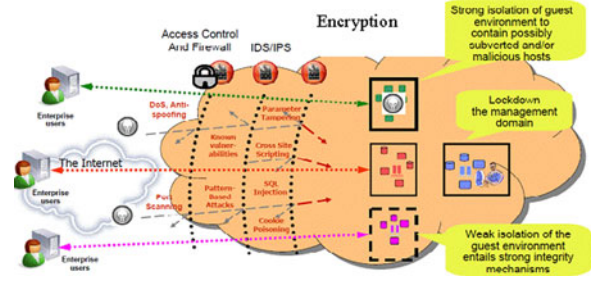 Encryption
Access Control
And Firewall
IDS/IPS
Strong isolation of guest
environment to
contain possibly
subverted and/or
malicious hosts
Enterprise
users
DoS, Anti-
spoofing
Parameter
Tampering
Known
vulner-
abilities
Cross Site
Scripting
Lockdown
the management
domain
The Internet
Enterprise
users
Port
Scanning
Pattern-
Based
Attacks
SQL
Injection
Cookie
Poisoning
Enterprise
users
Weak isolation of the
guest environment
entails strong integrity
mechanisms